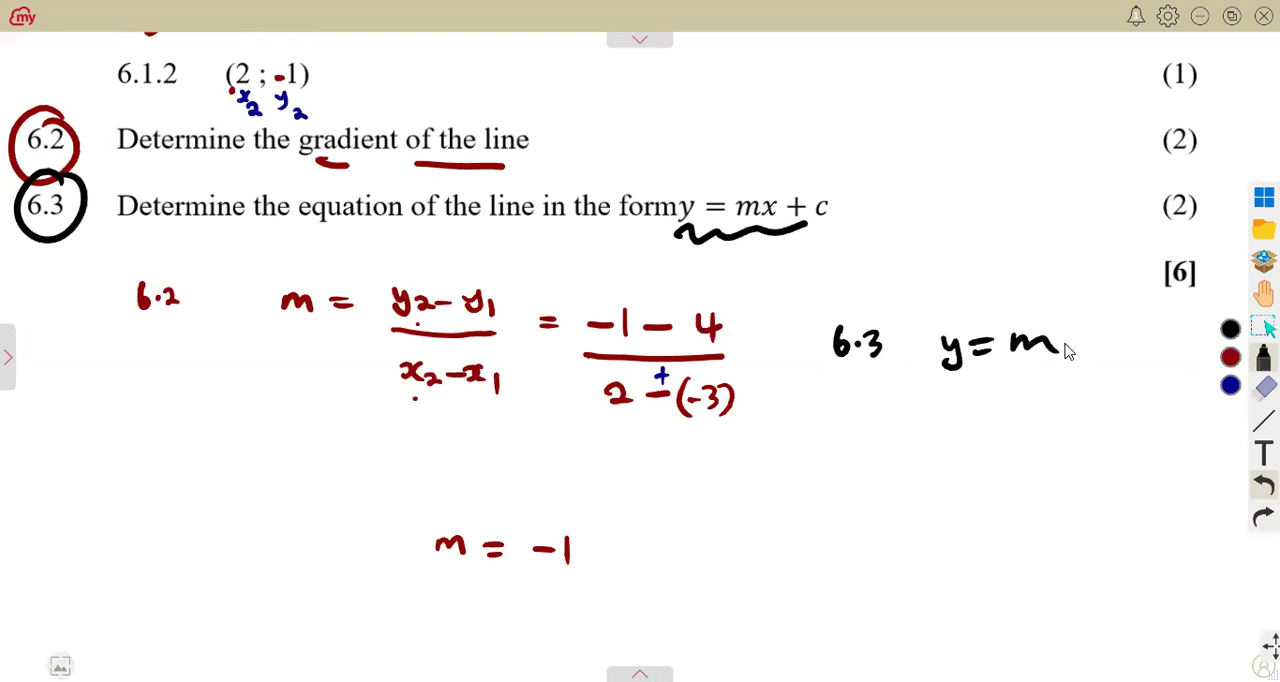 my
6.1.2 (2 ; -1) (1)
x2 y2
6.2 Determine the gradient of the line (2)
6.3 Determine the equation of the line in the formy = mx + c (2)
[6]
6.2 m = y2 - y1 / x2 - x1 = -1 - 4 / 2 - (-3)
+
6.3 y = m
m = -1
T